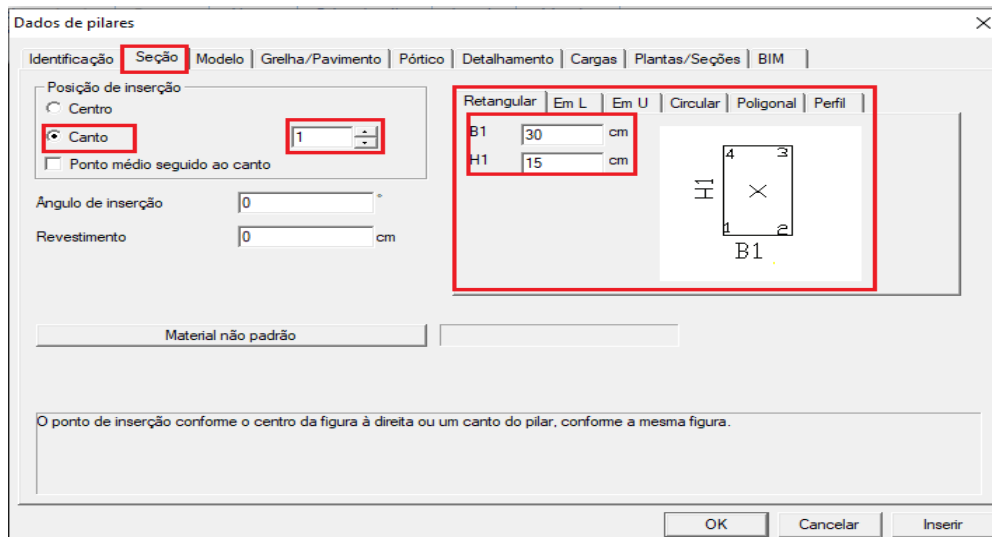 Dados de pilares
Identificação Seção Modelo Grelha/Pavimento Pórtico Detalhamento Cargas Plantas/Seções BIM
Posição de inserção
Centro
Canto 1
Ponto médio seguido ao canto
Angulo de inserção 0 °
Revestimento 0 cm
Retangular Em L Em U Circular Poligonal Perfil
B1 30 cm
H1 15 cm
4 3
H1
1 2
B1
Material não padrão
O ponto de inserção conforme o centro da figura à direita ou um canto do pilar, conforme a mesma figura.
OK Cancelar Inserir